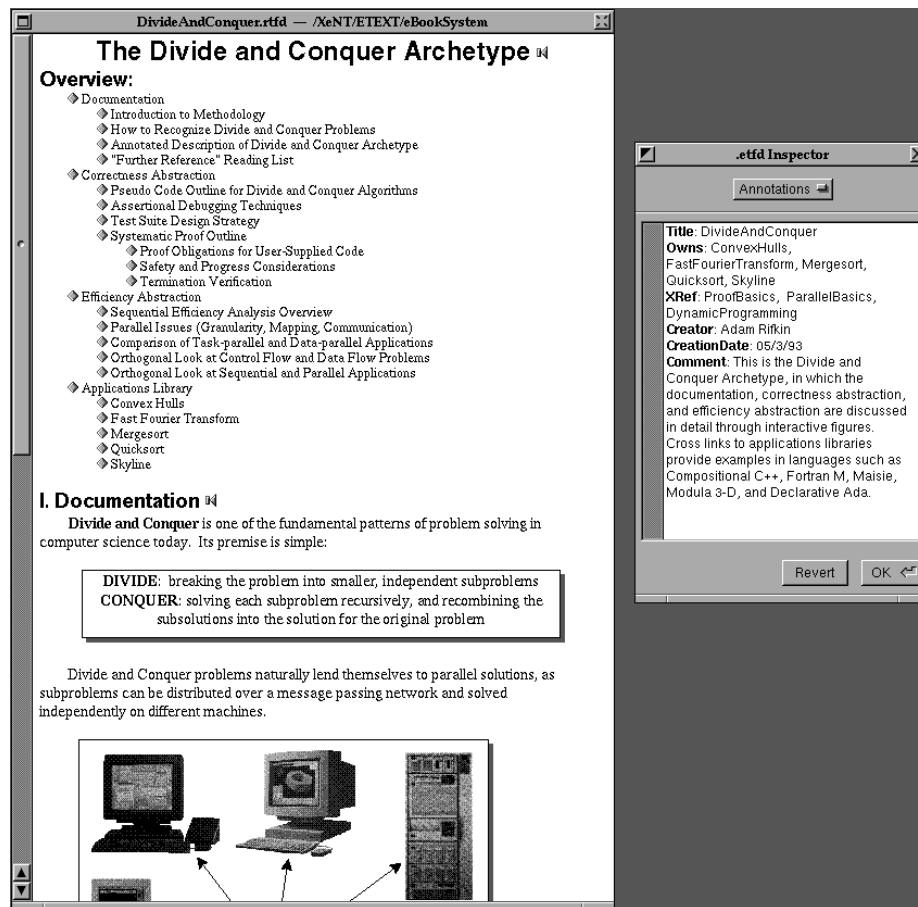 DivideAndConquer.rtfd — /XeNT/ETEXT/eBookSystem
The Divide and Conquer Archetype
Overview:
Documentation
Introduction to Methodology
How to Recognize Divide and Conquer Problems
Annotated Description of Divide and Conquer Archetype
"Further Reference" Reading List
Correctness Abstraction
Pseudo Code Outline for Divide and Conquer Algorithms
Assertional Debugging Techniques
Test Suite Design Strategy
Systematic Proof Outline
Proof Obligations for User-Supplied Code
Safety and Progress Considerations
Termination Verification
Efficiency Abstraction
Sequential Efficiency Analysis Overview
Parallel Issues (Granularity, Mapping, Communication)
Comparison of Task-parallel and Data-parallel Applications
Orthogonal Look at Control Flow and Data Flow Problems
Orthogonal Look at Sequential and Parallel Applications
Applications Library
Convex Hulls
Fast Fourier Transform
Mergesort
Quicksort
Skyline
I. Documentation
Divide and Conquer is one of the fundamental patterns of problem solving in
computer science today. Its premise is simple:
DIVIDE: breaking the problem into smaller, independent subproblems
CONQUER: solving each subproblem recursively, and recombining the
subsolutions into the solution for the original problem
Divide and Conquer problems naturally lend themselves to parallel solutions, as
subproblems can be distributed over a message passing network and solved
independently on different machines.
.etfd Inspector
Annotations
Title: DivideAndConquer
Owns: ConvexHulls,
FastFourierTransform, Mergesort,
Quicksort, Skyline
XRef: ProofBasics, ParallelBasics,
DynamicProgramming
Creator: Adam Rifkin
CreationDate: 05/3/93
Comment: This is the Divide and
Conquer Archetype, in which the
documentation, correctness abstraction,
and efficiency abstraction are discussed
in detail through interactive figures.
Cross links to applications libraries
provide examples in languages such as
Compositional C++, Fortran M, Maisie,
Modula 3-D, and Declarative Ada.
Revert
OK